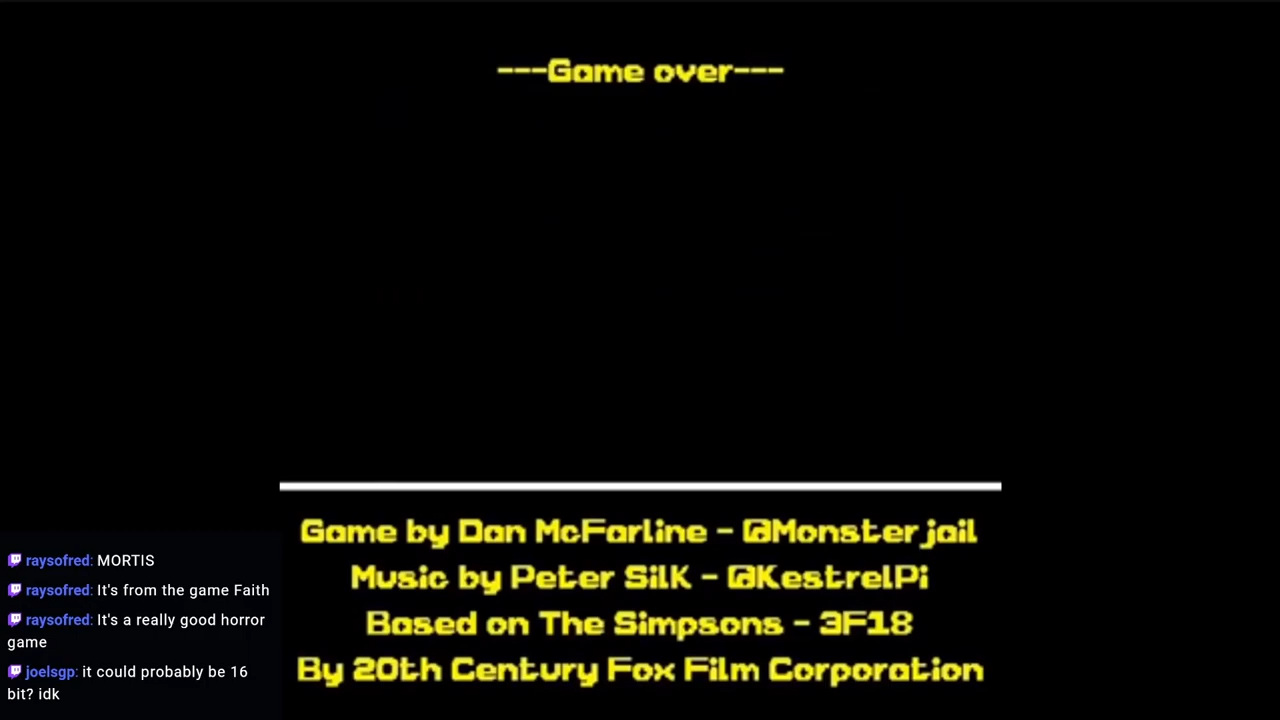 ---Game over---
Game by Dan McFarline - @Monsterjail
Music by Peter Silk - @KestrelPi
Based on The Simpsons - 3F18
By 20th Century Fox Film Corporation
raysofred: MORTIS
raysofred: It's from the game Faith
raysofred: It's a really good horror
game
joelsgp: it could probably be 16
bit? idk